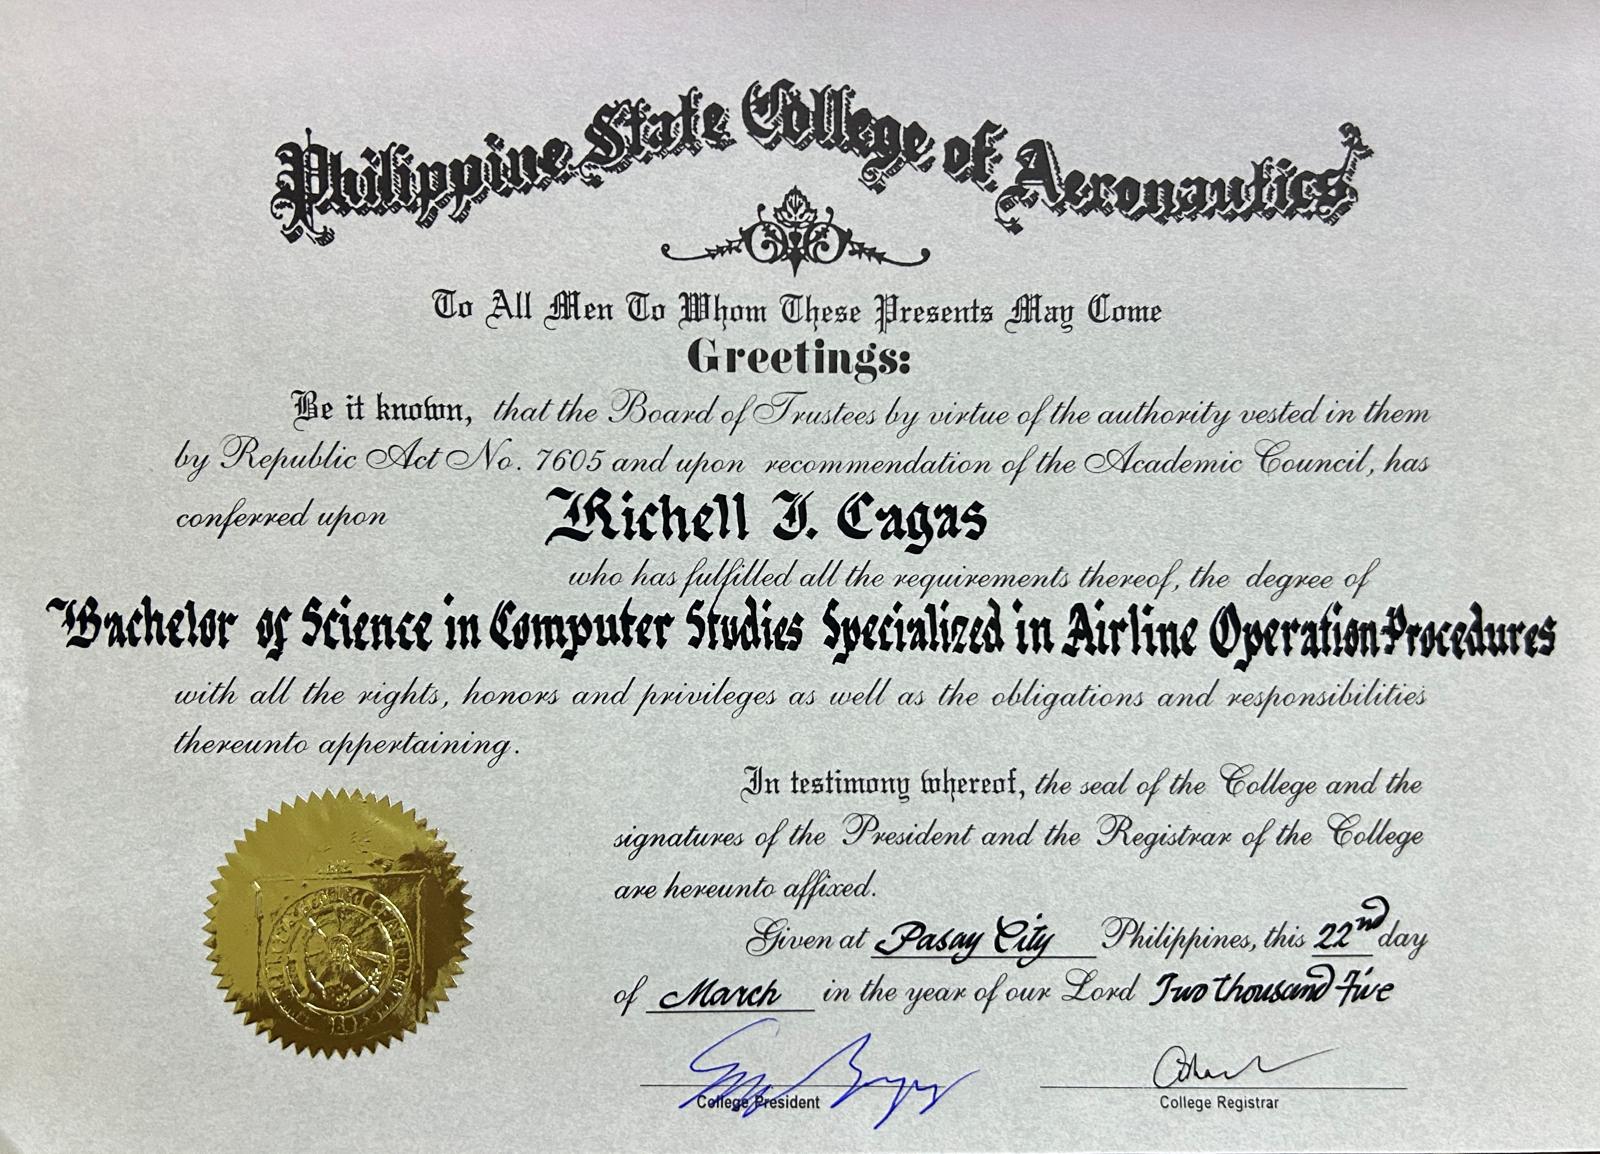 Philippine State College of Aeronautics
To All Men To Whom These Presents May Come
Greetings:
Be it known, that the Board of Trustees by virtue of the authority vested in them
by Republic Act No. 7605 and upon recommendation of the Academic Council, has
conferred upon Richell J. Cagas
who has fulfilled all the requirements thereof, the degree of
Bachelor of Science in Computer Studies Specialized in Airline Operation Procedures
with all the rights, honors and privileges as well as the obligations and responsibilities
thereunto appertaining.
In testimony whereof, the seal of the College and the
signatures of the President and the Registrar of the College
are hereunto affixed.
Given at Pasay City Philippines, this 22nd day
of March in the year of our Lord Two thousand Five
College President
College Registrar